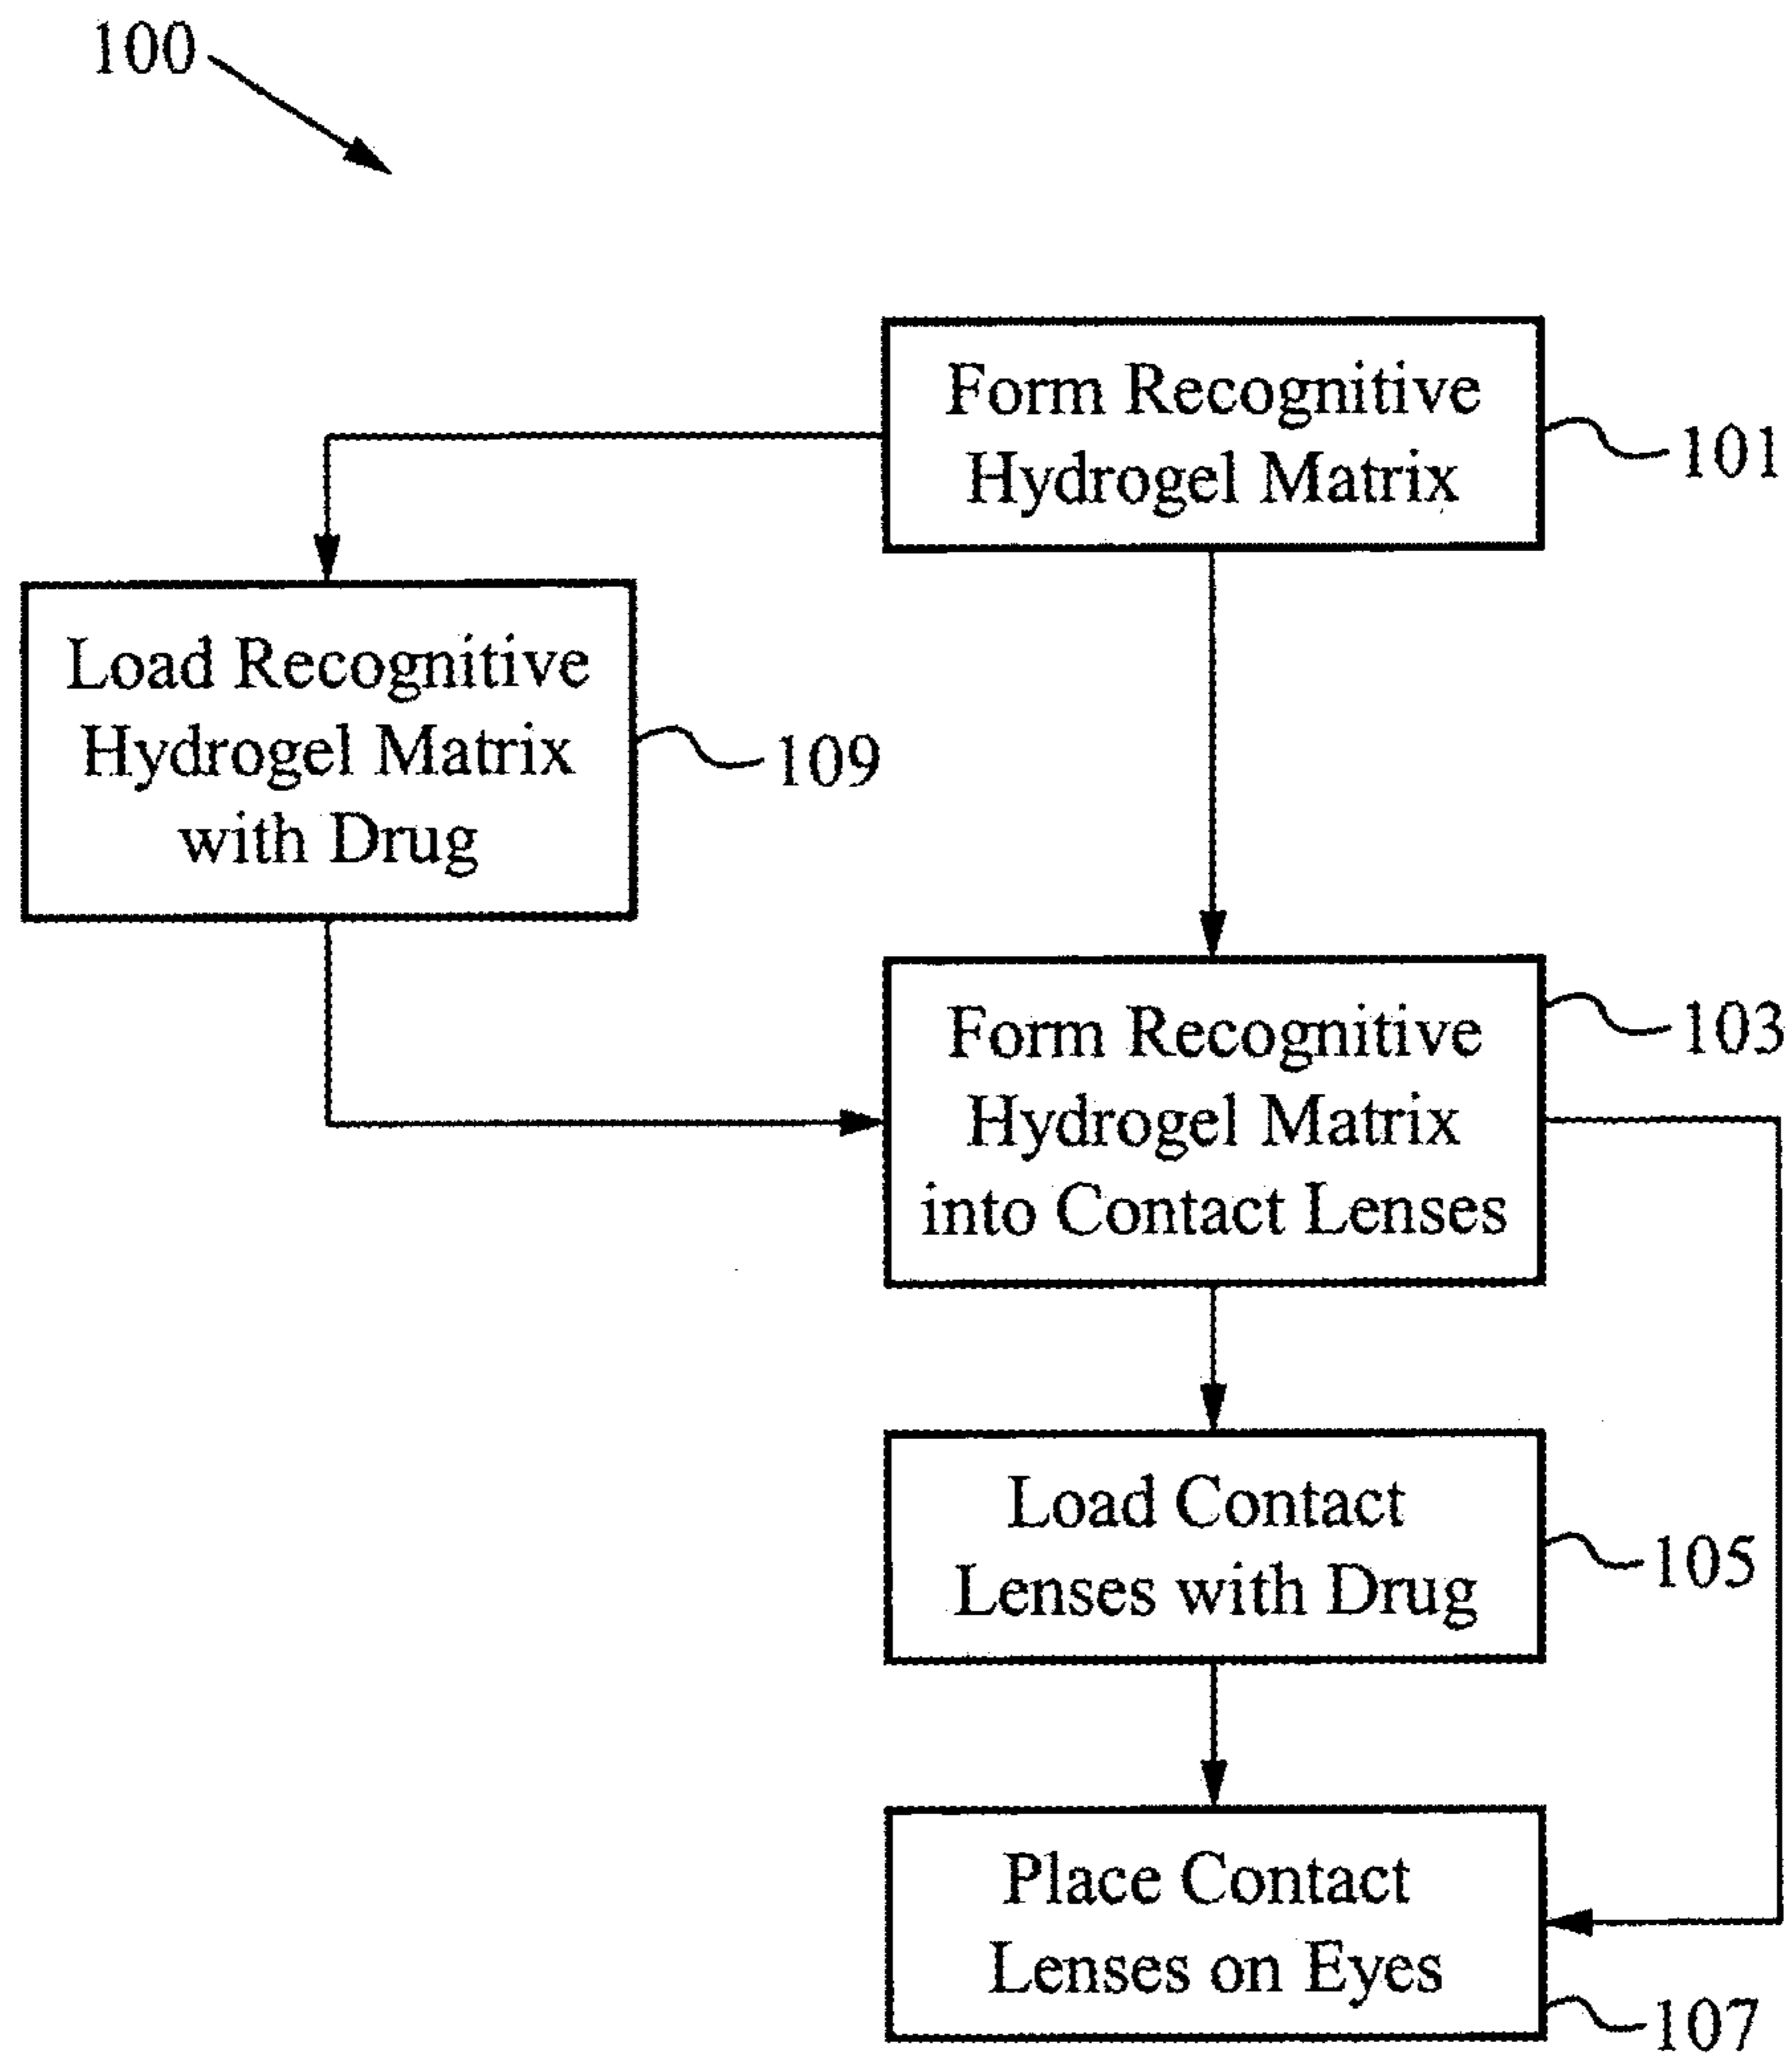 100
Form Recognitive
Hydrogel Matrix
101
Load Recognitive
Hydrogel Matrix
with Drug
109
Form Recognitive
Hydrogel Matrix
into Contact Lenses
103
Load Contact
Lenses with Drug
105
Place Contact
Lenses on Eyes
107